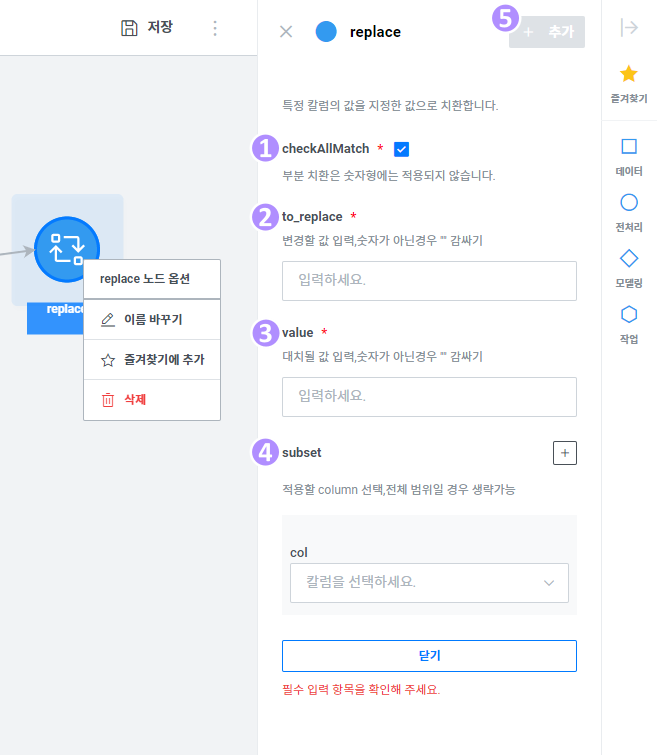 저장
replace
5
+ 추가
즐겨찾기
데이터
전처리
모델링
작업
특정 칼럼의 값을 지정한 값으로 치환합니다.
1 checkAllMatch *
부분 치환은 숫자형에는 적용되지 않습니다.
2 to_replace *
변경할 값 입력,숫자가 아닌경우 "" 감싸기
입력하세요.
3 value *
대치될 값 입력,숫자가 아닌경우 "" 감싸기
입력하세요.
4 subset
+
적용할 column 선택,전체 범위일 경우 생략가능
col
칼럼을 선택하세요.
닫기
필수 입력 항목을 확인해 주세요.
replace
replace 노드 옵션
이름 바꾸기
즐겨찾기에 추가
삭제